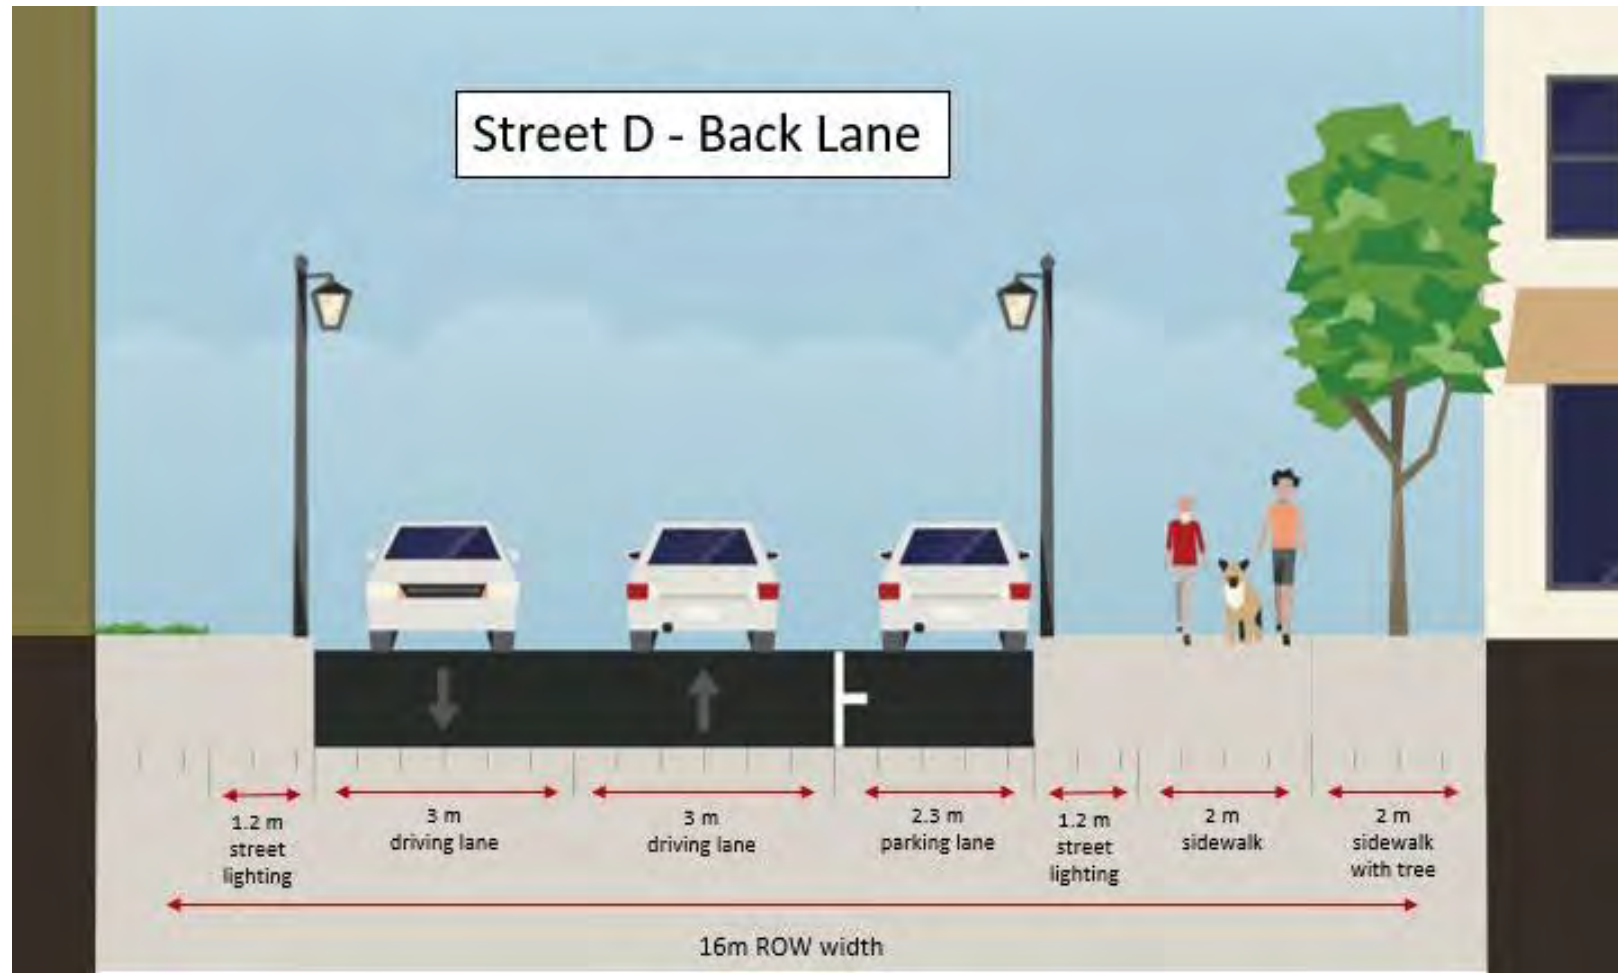 Street D - Back Lane
1.2 m
street
lighting
3 m
driving lane
3 m
driving lane
2.3 m
parking lane
1.2 m
street
lighting
2 m
sidewalk
2 m
sidewalk
with tree
16m ROW width